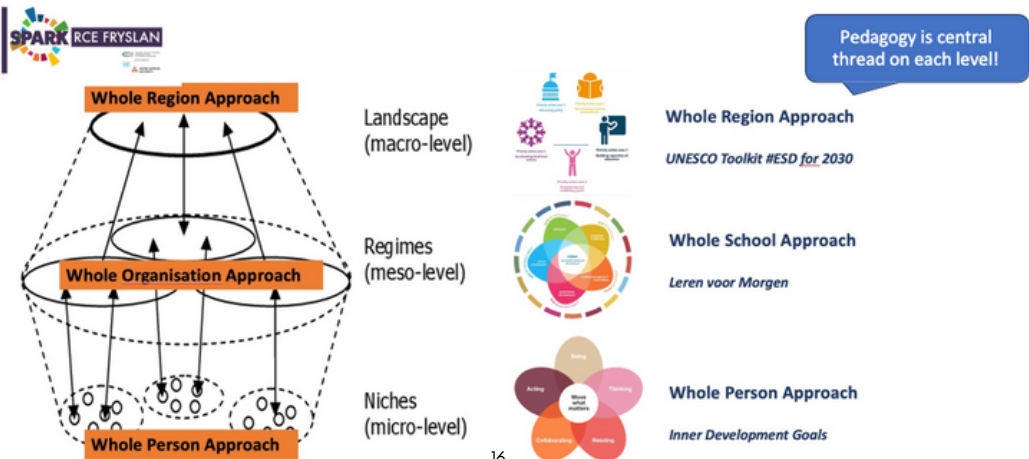 SPARK RCE FRYSLAN
Pedagogy is central
thread on each level!
Whole Region Approach
Landscape
(macro-level)
Whole Region Approach
UNESCO Toolkit #ESD for 2030
Regimes
(meso-level)
Whole Organisation Approach
Whole School Approach
Leren voor Morgen
Niches
(micro-level)
Whole Person Approach
Being
Thinking
Relating
Collaborating
Acting
Move
what
matters
Whole Person Approach
Inner Development Goals
16